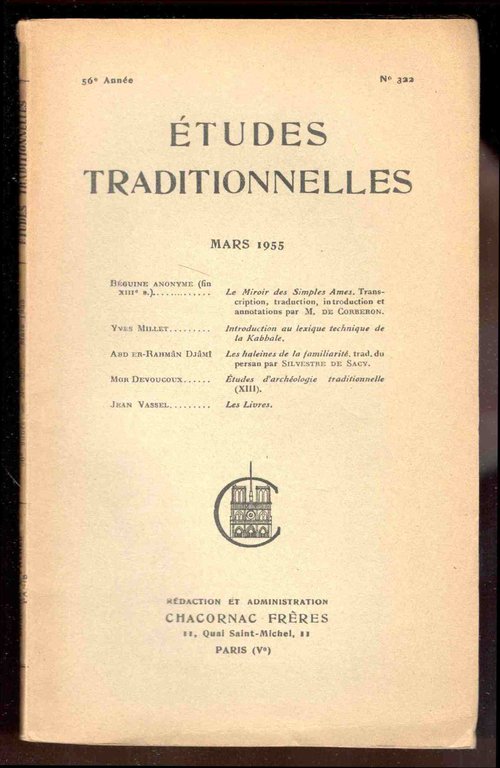 56e Année
No 322
ÉTUDES
TRADITIONNELLES
MARS 1955
BÉGUINE ANONYME (fin
XIIIe s.)............ Le Miroir des Simples Ames. Trans-
cription, traduction, introduction et
annotations par M. DE CORBERON.
YVES MILLET......... Introduction au lexique technique de
la Kabbale.
ABD ER-RAHMÂN DJÂMÎ Les haleines de la familiarité, trad. du
persan par SILVESTRE DE SACY.
MGR DEVOUCOUX...... Études d'archéologie traditionnelle
(XIII).
JEAN VASSEL......... Les Livres.
RÉDACTION ET ADMINISTRATION
CHACORNAC FRÈRES
11, Quai Saint-Michel, 11
PARIS (Ve)
ÉTUDES TRADITIONNELLES